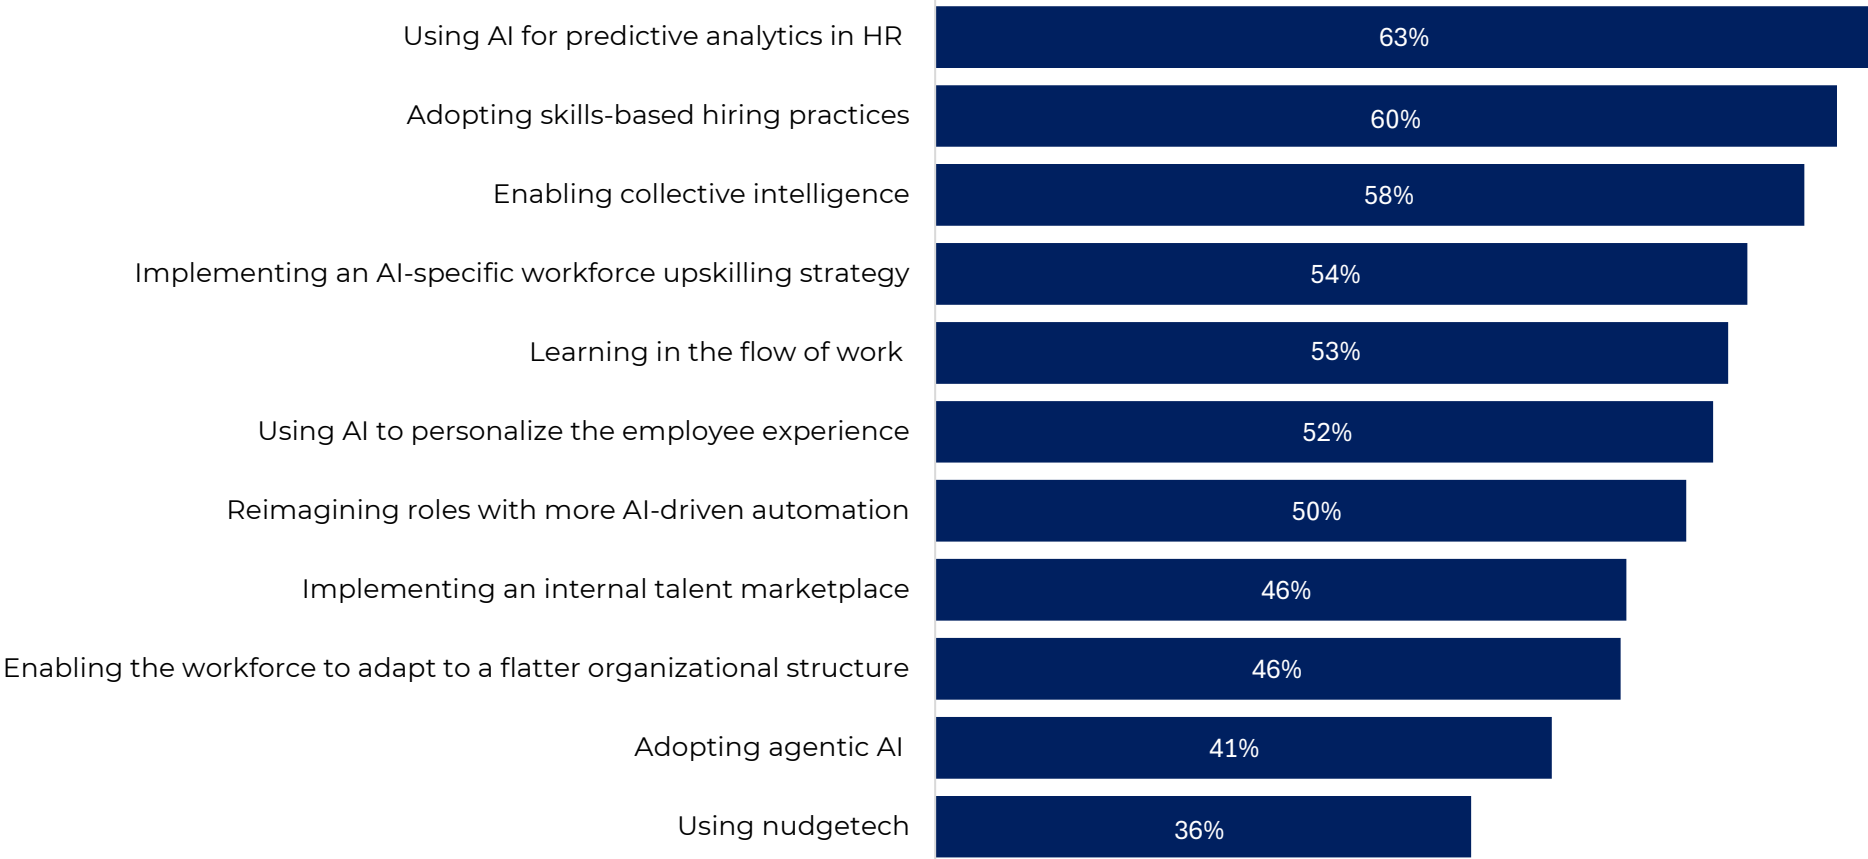 Using AI for predictive analytics in HR 63%
Adopting skills-based hiring practices 60%
Enabling collective intelligence 58%
Implementing an AI-specific workforce upskilling strategy 54%
Learning in the flow of work 53%
Using AI to personalize the employee experience 52%
Reimagining roles with more AI-driven automation 50%
Implementing an internal talent marketplace 46%
Enabling the workforce to adapt to a flatter organizational structure 46%
Adopting agentic AI 41%
Using nudgetech 36%